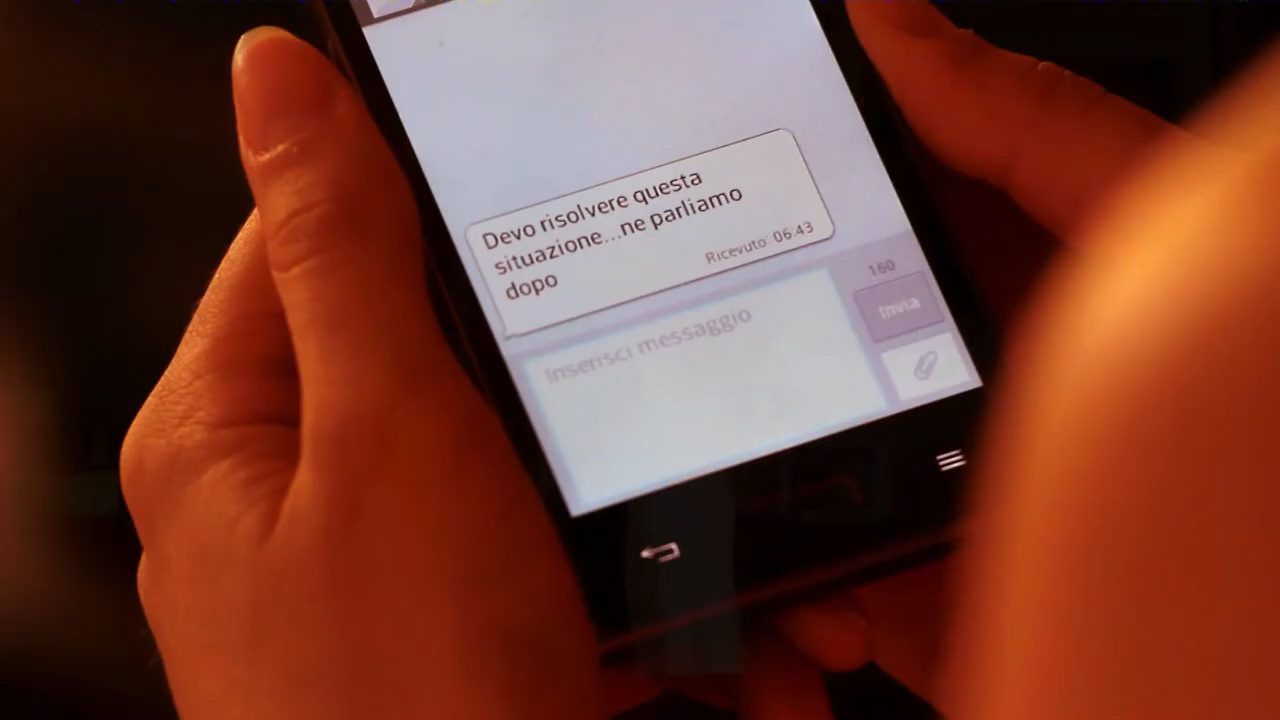 Devo risolvere questa
situazione...ne parliamo
dopo
Ricevuto: 06:43
160
Inserisci messaggio
Invia